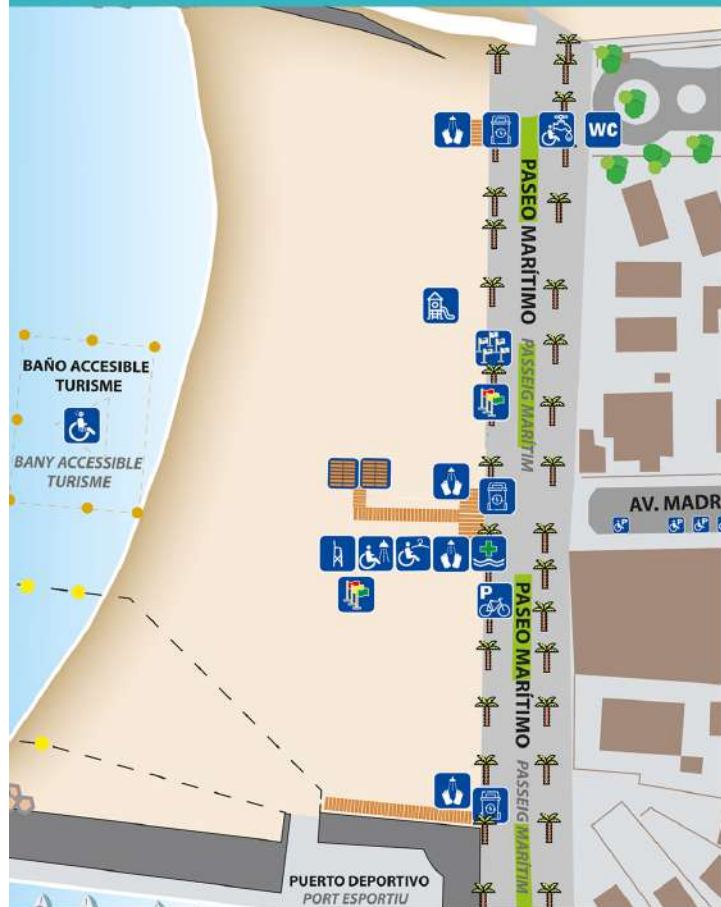 WC
PASEO MARÍTIMO
PASSEIG MARÍTIM
BAÑO ACCESIBLE
TURISME
BANY ACCESSIBLE
TURISME
AV. MADR
P
P
P
P
PASEO MARÍTIMO
PASSEIG MARÍTIM
PUERTO DEPORTIVO
PORT ESPORTIU